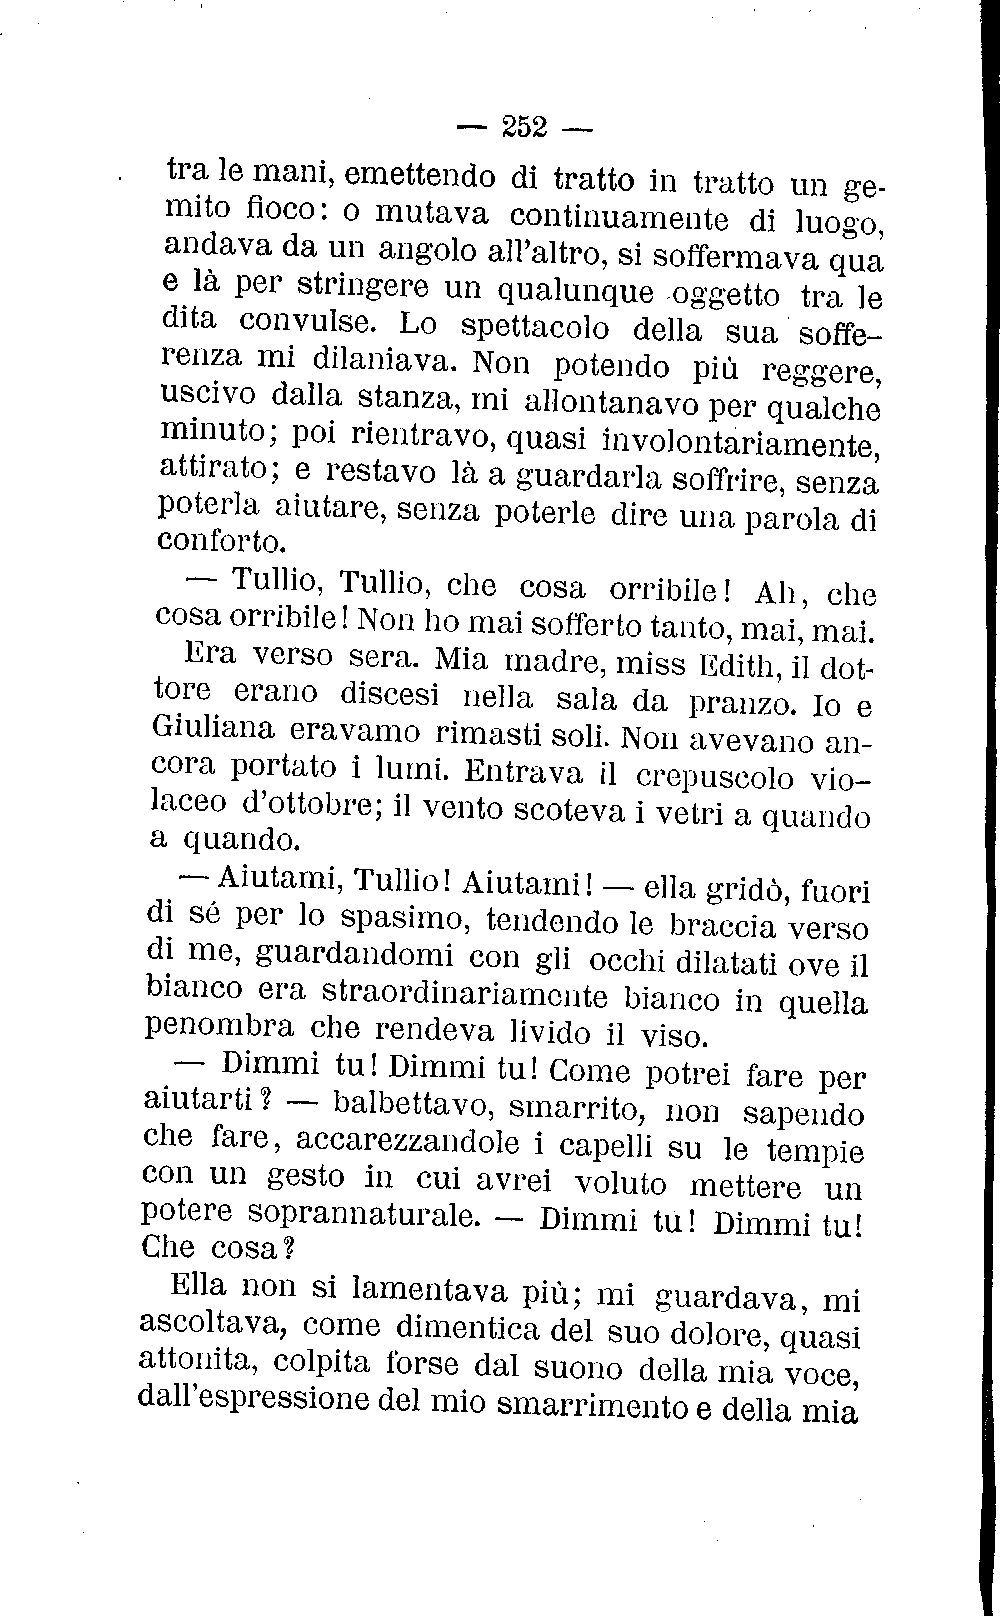 — 252 —
tra le mani, emettendo di tratto in tratto un ge-
mito fioco: o mutava continuamente di luogo,
andava da un angolo all'altro, si soffermava qua
e là per stringere un qualunque oggetto tra le
dita convulse. Lo spettacolo della sua soffe-
renza mi dilaniava. Non potendo più reggere,
uscivo dalla stanza, mi allontanavo per qualche
minuto; poi rientravo, quasi involontariamente,
attirato; e restavo là a guardarla soffrire, senza
poterla aiutare, senza poterle dire una parola di
conforto.
— Tullio, Tullio, che cosa orribile! Ah, che
cosa orribile! Non ho mai sofferto tanto, mai, mai.
Era verso sera. Mia madre, miss Edith, il dot-
tore erano discesi nella sala da pranzo. Io e
Giuliana eravamo rimasti soli. Non avevano an-
cora portato i lumi. Entrava il crepuscolo vio-
laceo d'ottobre; il vento scoteva i vetri a quando
a quando.
— Aiutami, Tullio! Aiutami! — ella gridò, fuori
di sé per lo spasimo, tendendo le braccia verso
di me, guardandomi con gli occhi dilatati ove il
bianco era straordinariamente bianco in quella
penombra che rendeva livido il viso.
— Dimmi tu! Dimmi tu! Come potrei fare per
aiutarti? — balbettavo, smarrito, non sapendo
che fare, accarezzandole i capelli su le tempie
con un gesto in cui avrei voluto mettere un
potere soprannaturale. — Dimmi tu! Dimmi tu!
Che cosa?
Ella non si lamentava più; mi guardava, mi
ascoltava, come dimentica del suo dolore, quasi
attonita, colpita forse dal suono della mia voce,
dall'espressione del mio smarrimento e della mia